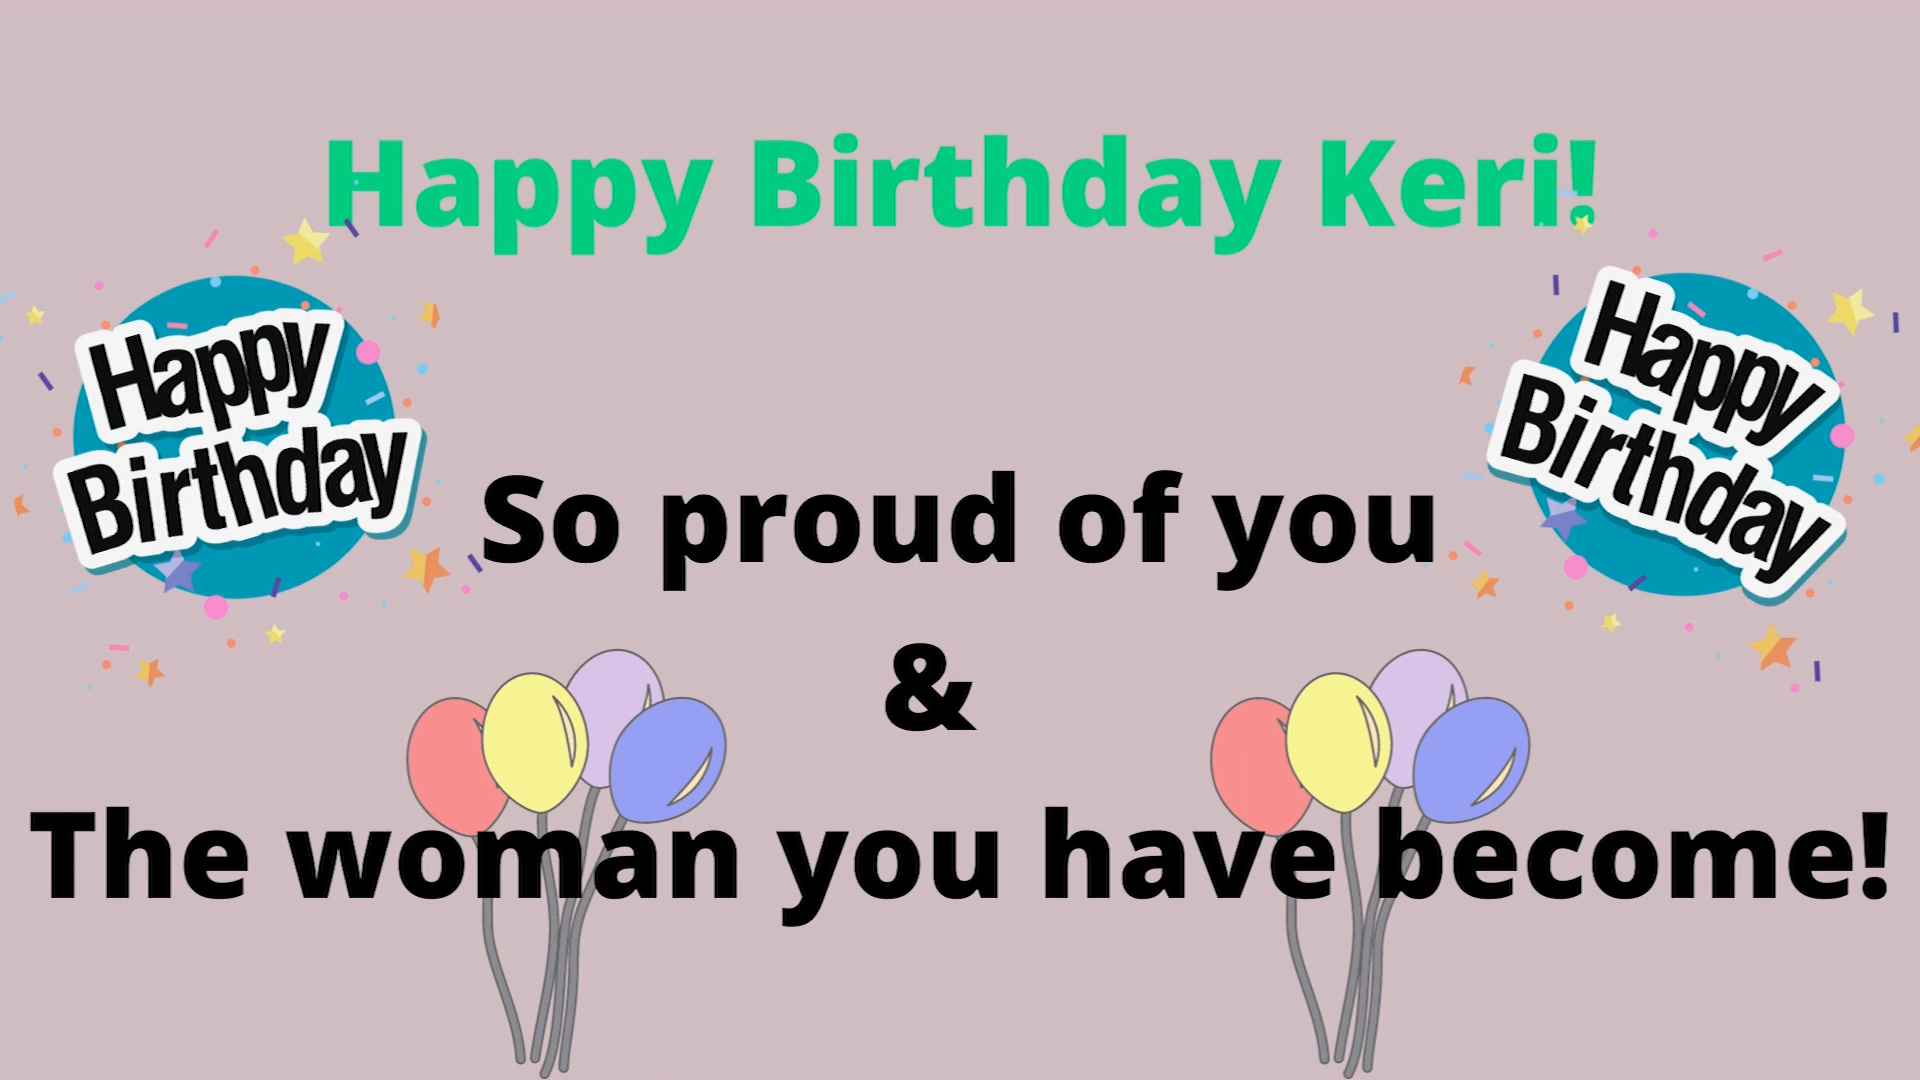 Happy Birthday Keri!
Happy
Birthday
Happy
Birthday
So proud of you
&
The woman you have become!